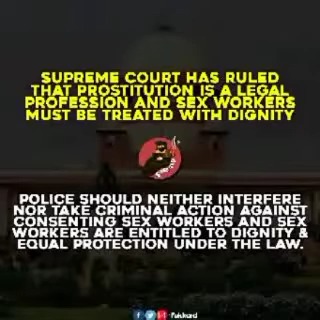 SUPREME COURT HAS RULED
THAT PROSTITUTION IS A LEGAL
PROFESSION AND SEX WORKERS
MUST BE TREATED WITH DIGNITY
POLICE SHOULD NEITHER INTERFERE
NOR TAKE CRIMINAL ACTION AGAINST
CONSENTING SEX WORKERS AND SEX
WORKERS ARE ENTITLED TO DIGNITY &
EQUAL PROTECTION UNDER THE LAW.